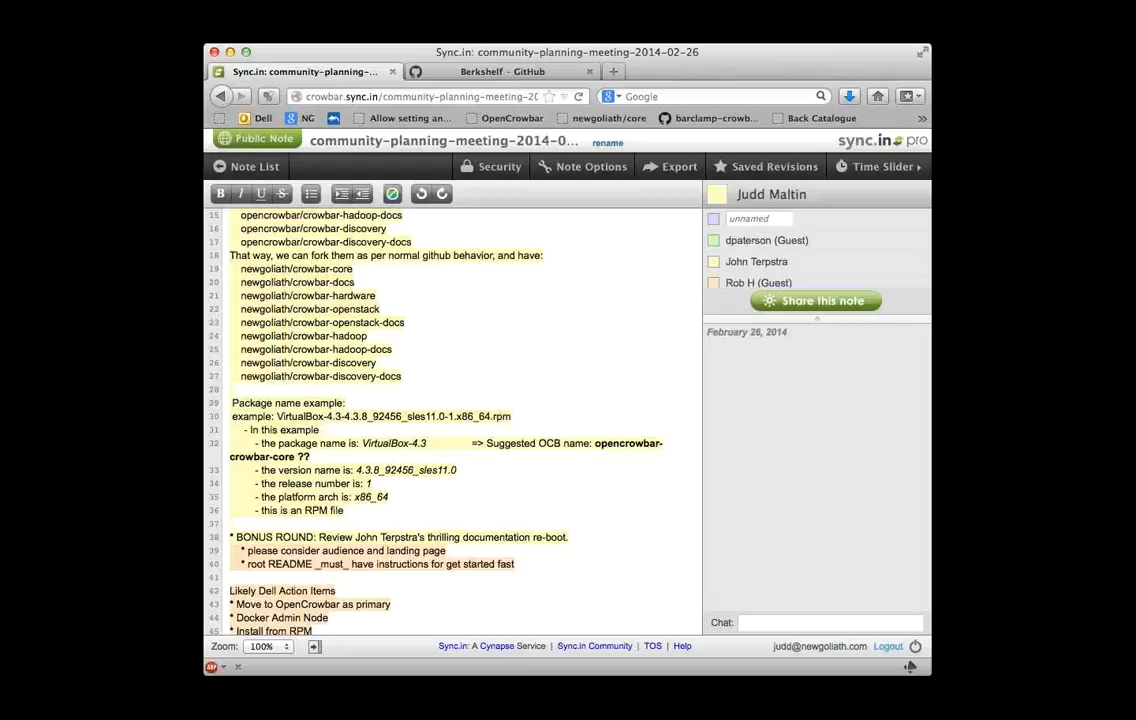 Sync.in: community-planning-meeting-2014-02-26
Sync.in: community-planning-... ×
Berkshelf - GitHub ×
crowbar.sync.in/community-planning-meeting-2(
Google
Dell
NG
Allow setting an...
OpenCrowbar
newgoliath/core
barclamp-crowb...
Back Catalogue
»
Public Note
community-planning-meeting-2014-0...
rename
sync.in pro
Note List
Security
Note Options
Export
Saved Revisions
Time Slider
B I U S
Judd Maltin
unnamed
dpaterson (Guest)
John Terpstra
Rob H (Guest)
Share this note
February 26, 2014
15 opencrowbar/crowbar-hadoop-docs
16 opencrowbar/crowbar-discovery
17 opencrowbar/crowbar-discovery-docs
18 That way, we can fork them as per normal github behavior, and have:
19 newgoliath/crowbar-core
20 newgoliath/crowbar-docs
21 newgoliath/crowbar-hardware
22 newgoliath/crowbar-openstack
23 newgoliath/crowbar-openstack-docs
24 newgoliath/crowbar-hadoop
25 newgoliath/crowbar-hadoop-docs
26 newgoliath/crowbar-discovery
27 newgoliath/crowbar-discovery-docs
28
29 Package name example:
30 example: VirtualBox-4.3-4.3.8_92456_sles11.0-1.x86_64.rpm
31 - In this example
32 - the package name is: VirtualBox-4.3 => Suggested OCB name: opencrowbar-
crowbar-core ??
33 - the version name is: 4.3.8_92456_sles11.0
34 - the release number is: 1
35 - the platform arch is: x86_64
36 - this is an RPM file
37
38 * BONUS ROUND: Review John Terpstra's thrilling documentation re-boot.
39 * please consider audience and landing page
40 * root README _must_ have instructions for get started fast
41
42 Likely Dell Action Items
43 * Move to OpenCrowbar as primary
44 * Docker Admin Node
45 * Install from RPM
Chat:
Zoom: 100%
Sync.in: A Cynapse Service | Sync.in Community | TOS | Help
judd@newgoliath.com Logout
ABP ×